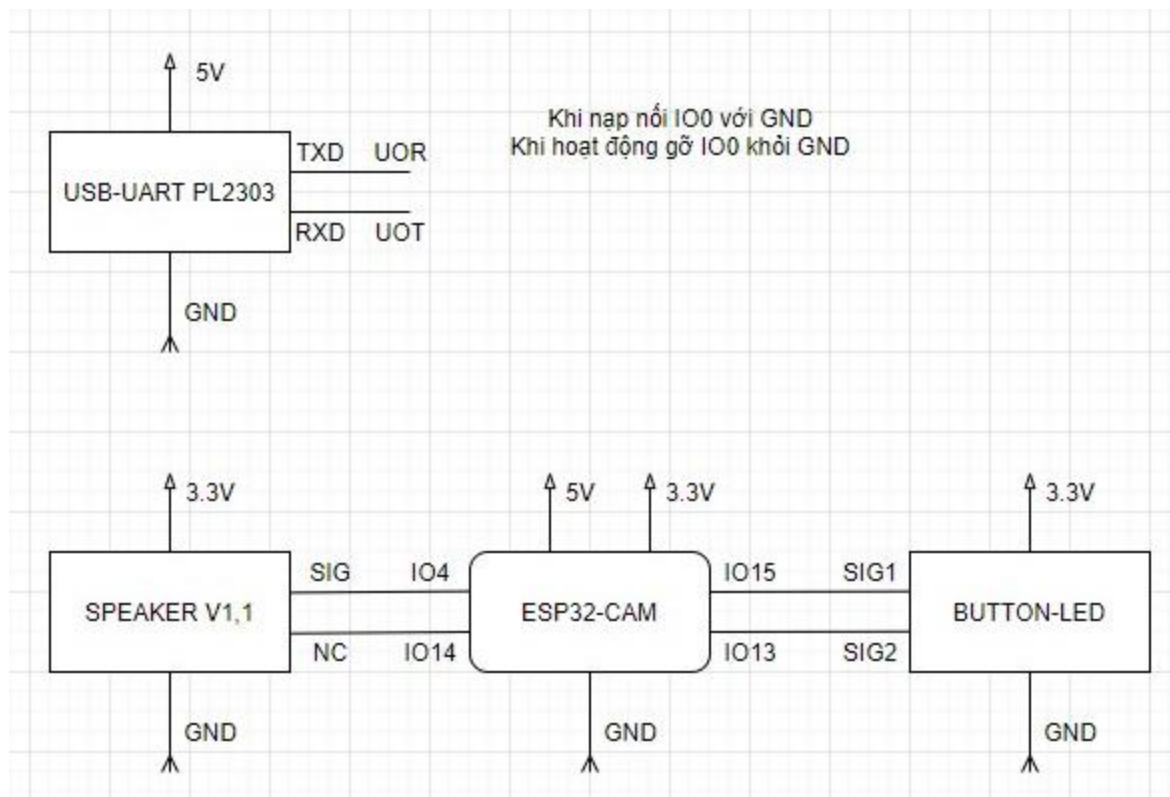 5V
Khi nạp nối IO0 với GND
Khi hoạt động gỡ IO0 khỏi GND
TXD UOR
USB-UART PL2303
RXD UOT
GND
3.3V
5V
3.3V
3.3V
SIG IO4
IO15 SIG1
SPEAKER V1,1
ESP32-CAM
BUTTON-LED
NC IO14
IO13 SIG2
GND
GND
GND